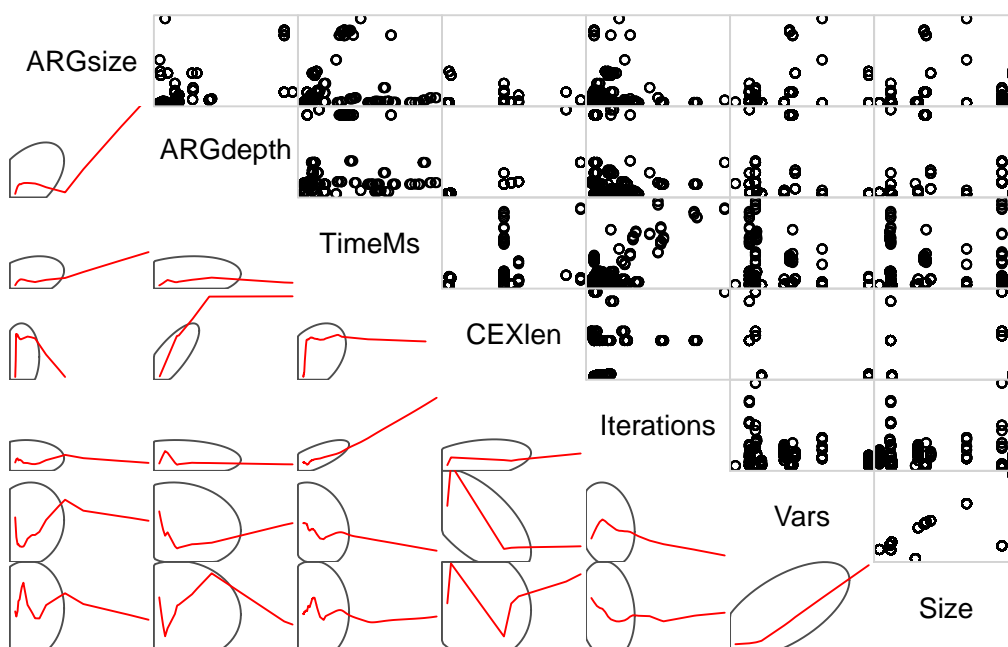 ARGsize
ARGdepth
TimeMs
CEXlen
Iterations
Vars
Size